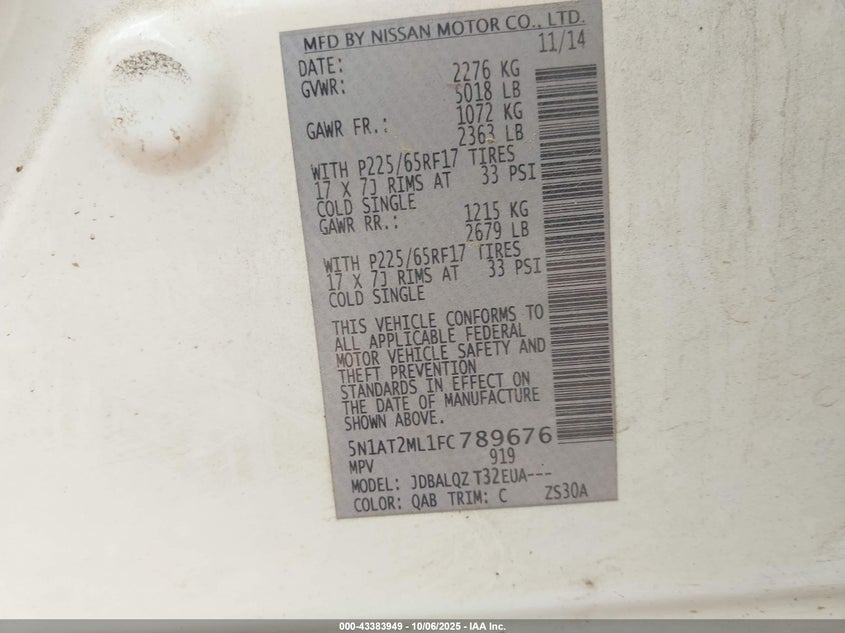 MFD BY NISSAN MOTOR CO., LTD.
DATE: 11/14
GVWR: 2276 KG
5018 LB
GAWR FR.: 1072 KG
2363 LB
WITH P225/65RF17 TIRES
17 X 7J RIMS AT 33 PSI
COLD SINGLE
GAWR RR.: 1215 KG
2679 LB
WITH P225/65RF17 TIRES
17 X 7J RIMS AT 33 PSI
COLD SINGLE
THIS VEHICLE CONFORMS TO
ALL APPLICABLE FEDERAL
MOTOR VEHICLE SAFETY AND
THEFT PREVENTION
STANDARDS IN EFFECT ON
THE DATE OF MANUFACTURE
SHOWN ABOVE.
5N1AT2ML1FC789676
MPV 919
MODEL: JDBALQZ T32EUA---
COLOR: QAB TRIM: C ZS30A
000-43383949 - 10/06/2025 - IAA Inc.